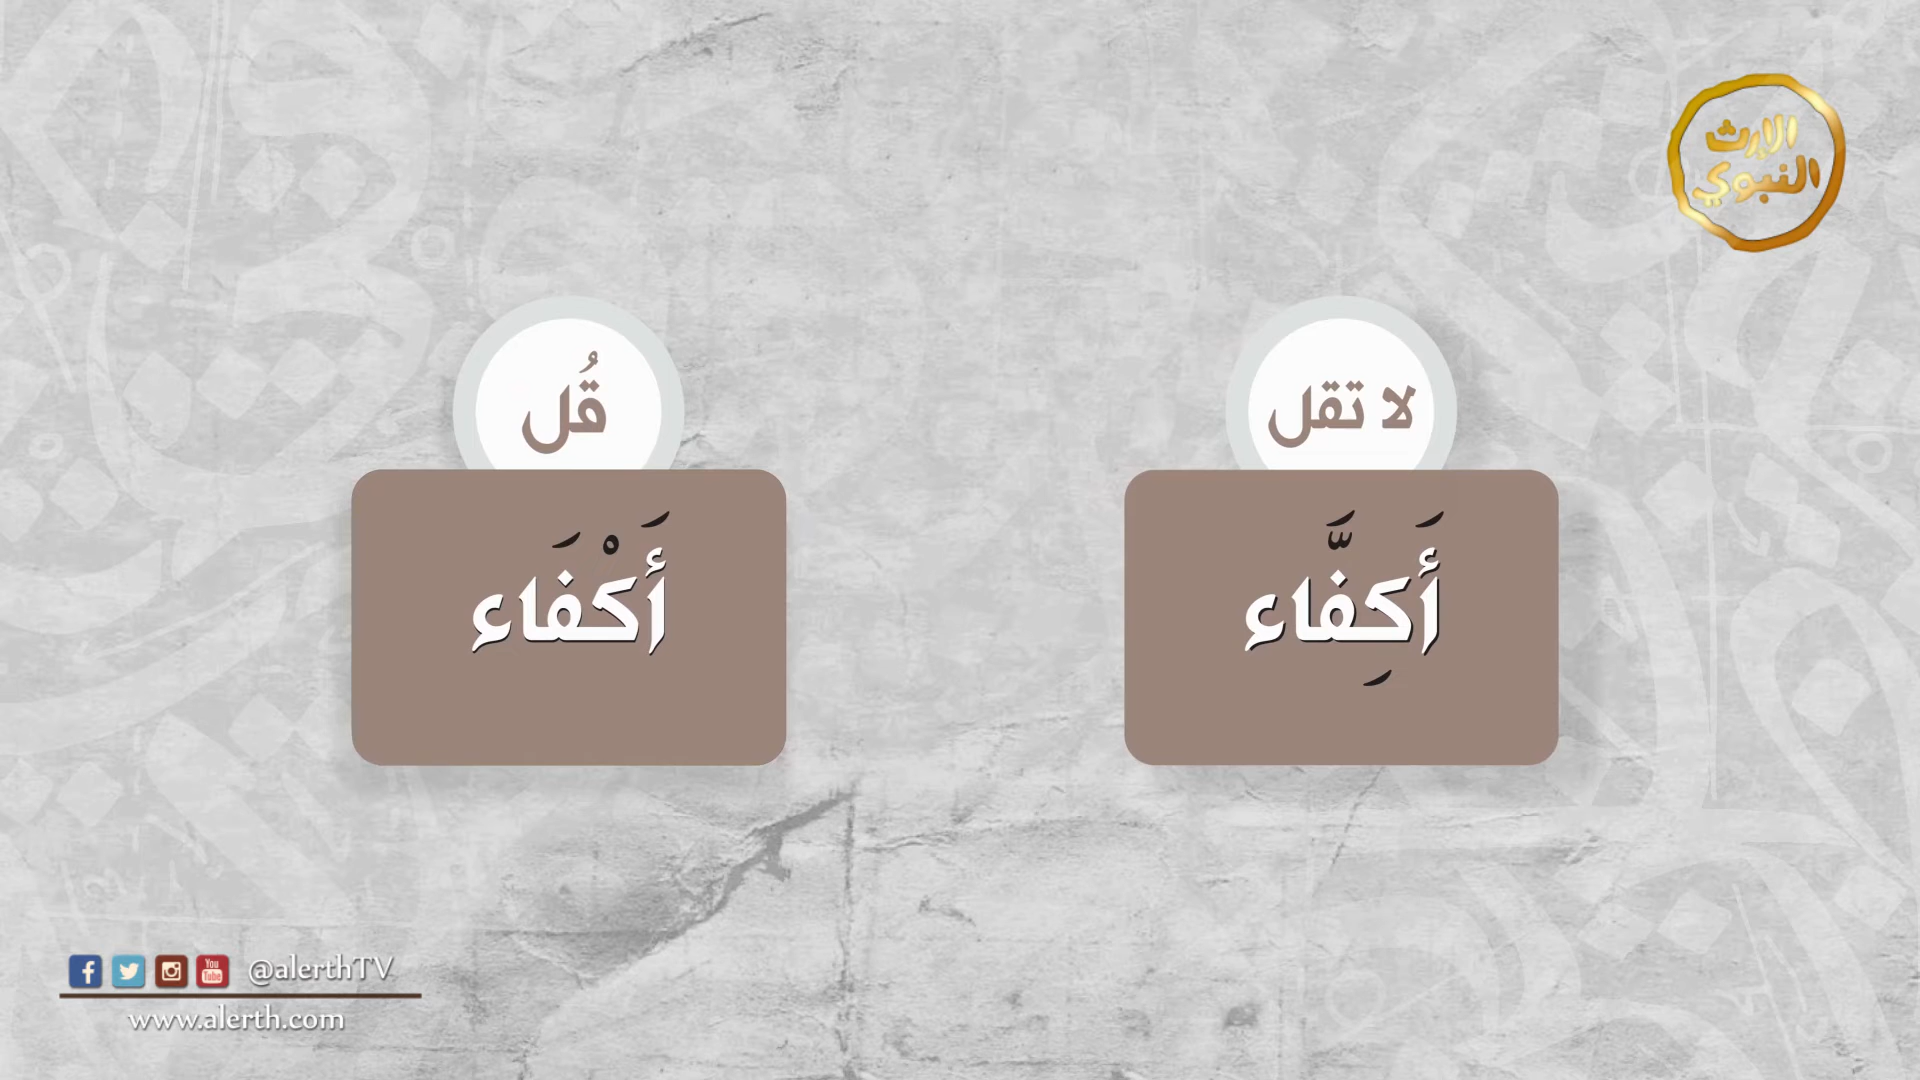 الإرث
النبوي
لا تقل
أَكِفَّاء
قُل
أَكْفَاء
@alerthTV
www.alerth.com